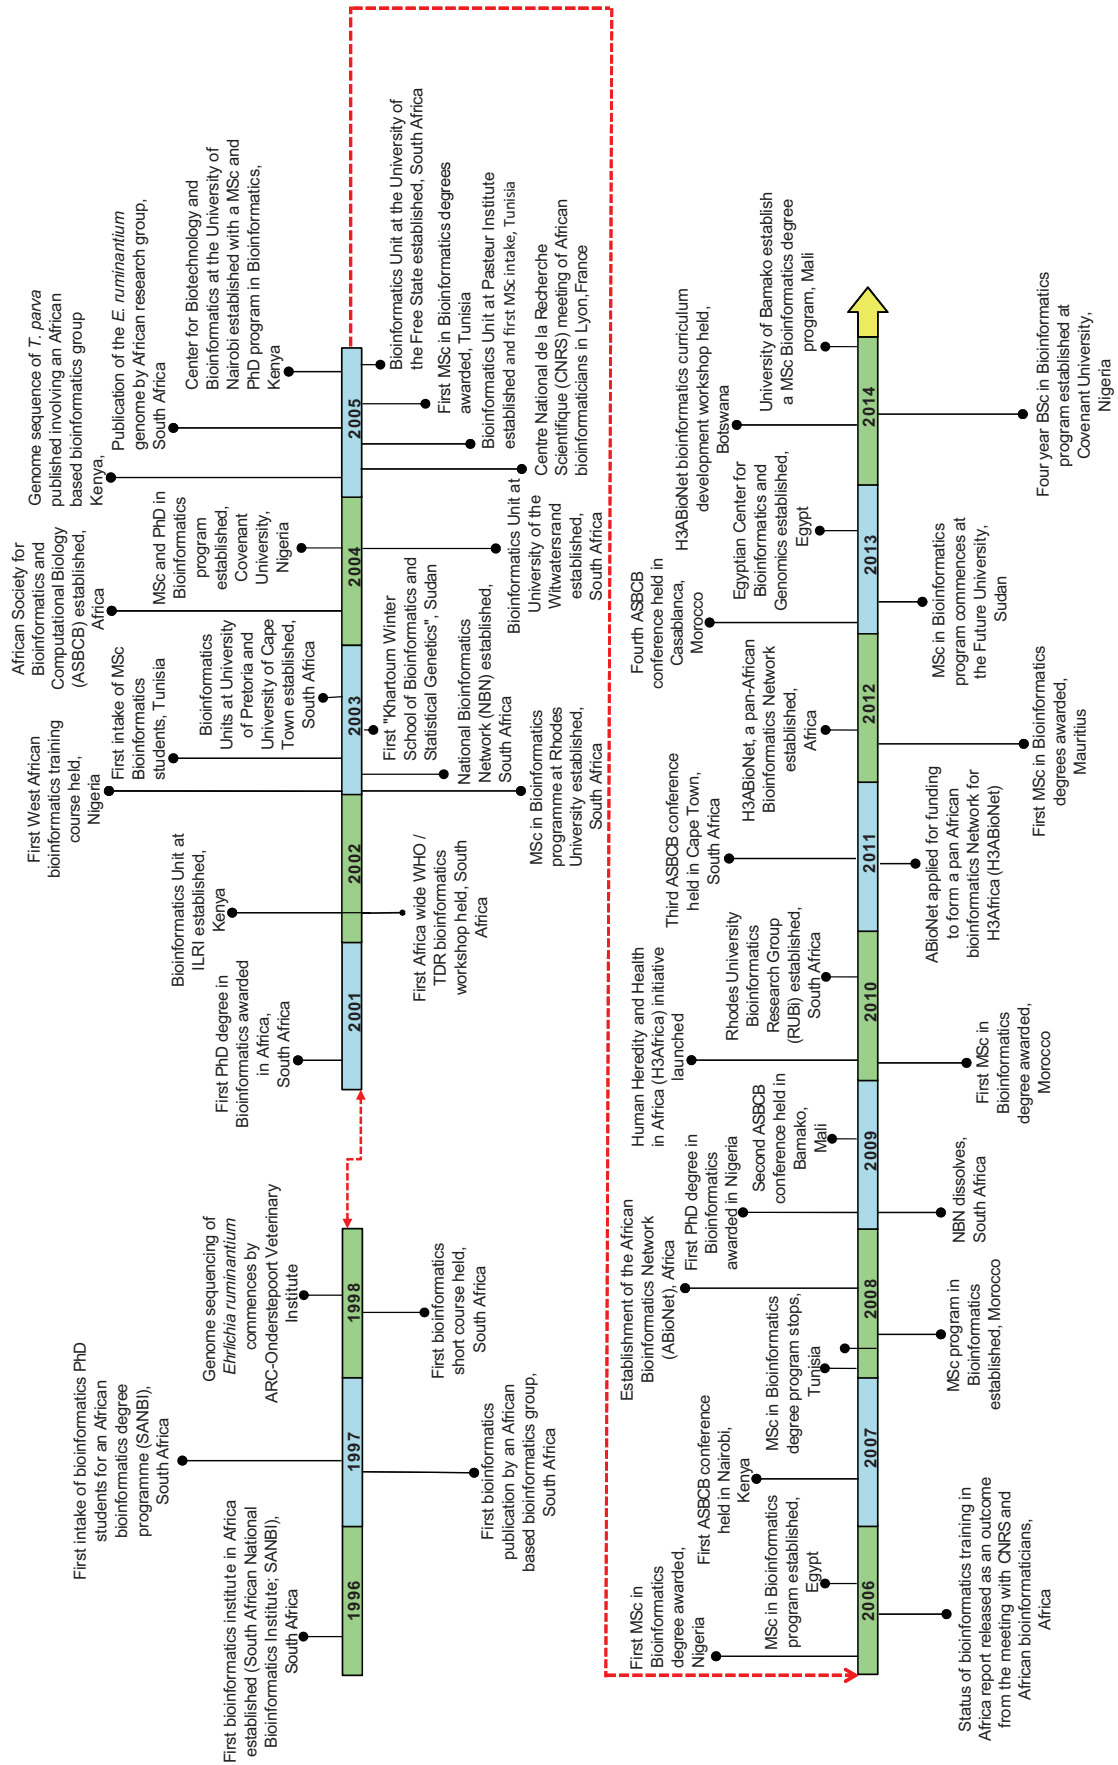 First bioinformatics institute in Africa
established (South African National
Bioinformatics Institute; SANBI),
South Africa
First intake of bioinformatics PhD
students for an African
bioinformatics degree
programme (SANBI),
South Africa
Genome sequencing of
Ehrlichia ruminantium
commences by
ARC-Onderstepoort Veterinary
Institute
1996
1997
1998
First bioinformatics
publication by an African
based bioinformatics group,
South Africa
First bioinformatics
short course held,
South Africa
First PhD degree in
Bioinformatics awarded
in Africa,
South Africa
Bioinformatics Unit at
ILRI established,
Kenya
First West African
bioinformatics training
course held,
Nigeria
First intake of MSc
Bioinformatics
students, Tunisia
Bioinformatics
Units at University
of Pretoria and
University of Cape
Town established,
South Africa
African Society for
Bioinformatics and
Computational Biology
(ASBCB) established,
Africa
MSc and PhD in
Bioinformatics
program
established,
Covenant
University,
Nigeria
Genome sequence of T. parva
published involving an African
based bioinformatics group
Kenya,
Publication of the E. ruminantium
genome by African research group,
South Africa
Center for Biotechnology and
Bioinformatics at the University of
Nairobi established with a MSc and
PhD program in Bioinformatics,
Kenya
2001
2002
2003
2004
2005
First Africa wide WHO /
TDR bioinformatics
workshop held, South
Africa
MSc in Bioinformatics
programme at Rhodes
University established,
South Africa
National Bioinformatics
Network (NBN) established,
South Africa
First "Khartoum Winter
School of Bioinformatics and
Statistical Genetics", Sudan
Bioinformatics Unit at
University of the
Witwatersrand
established,
South Africa
Centre National de la Recherche
Scientifique (CNRS) meeting of African
bioinformaticians in Lyon, France
Bioinformatics Unit at Pasteur Institute
established and first MSc intake, Tunisia
First MSc in Bioinformatics degrees
awarded, Tunisia
Bioinformatics Unit at the University of
the Free State established, South Africa
First MSc in
Bioinformatics
degree awarded,
Nigeria
MSc in Bioinformatics
program established,
Egypt
First ASBCB conference
held in Nairobi,
Kenya
MSc in Bioinformatics
degree program stops,
Tunisia
Establishment of the African
Bioinformatics Network
(ABioNet), Africa
First PhD degree in
Bioinformatics
awarded in Nigeria
Second ASBCB
conference held in
Bamako,
Mali
Human Heredity and Health
in Africa (H3Africa) initiative
launched
Rhodes University
Bioinformatics
Research Group
(RUBi) established,
South Africa
Third ASBCB conference
held in Cape Town,
South Africa
H3ABioNet, a pan-African
Bioinformatics Network
established,
Africa
Fourth ASBCB
conference held in
Casablanca,
Morocco
Egyptian Center for
Bioinformatics and
Genomics established,
Egypt
H3ABioNet bioinformatics curriculum
development workshop held,
Botswana
University of Bamako establish
a MSc Bioinformatics degree
program, Mali
2006
2007
2008
2009
2010
2011
2012
2013
2014
Status of bioinformatics training in
Africa report released as an outcome
from the meeting with CNRS and
African bioinformaticians,
Africa
MSc program in
Bioinformatics
established, Morocco
NBN dissolves,
South Africa
First MSc in
Bioinformatics
degree awarded,
Morocco
ABioNet applied for funding
to form a pan African
bioinformatics Network for
H3Africa (H3ABioNet)
First MSc in Bioinformatics
degrees awarded,
Mauritius
MSc in Bioinformatics
program commences at
the Future University,
Sudan
Four year BSc in Bioinformatics
program established at
Covenant University,
Nigeria